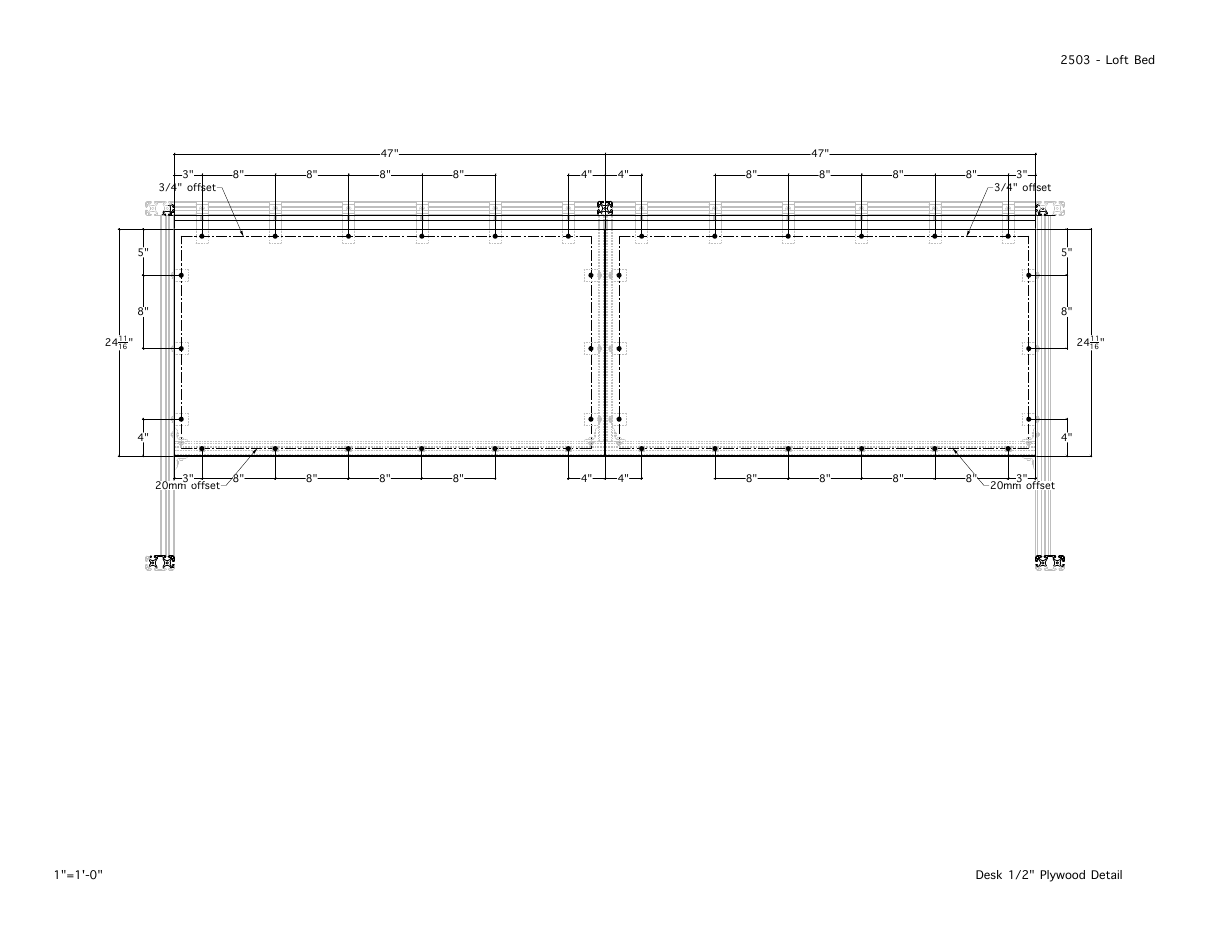 2503 - Loft Bed
47" 47"
3" 8" 8" 8" 8" 4" 4" 8" 8" 8" 8" 3"
3/4" offset 3/4" offset
5" 5"
8" 8"
24 11/16" 24 11/16"
4" 4"
3" 8" 8" 8" 8" 4" 4" 8" 8" 8" 8" 3"
20mm offset 20mm offset
1"=1'-0" Desk 1/2" Plywood Detail